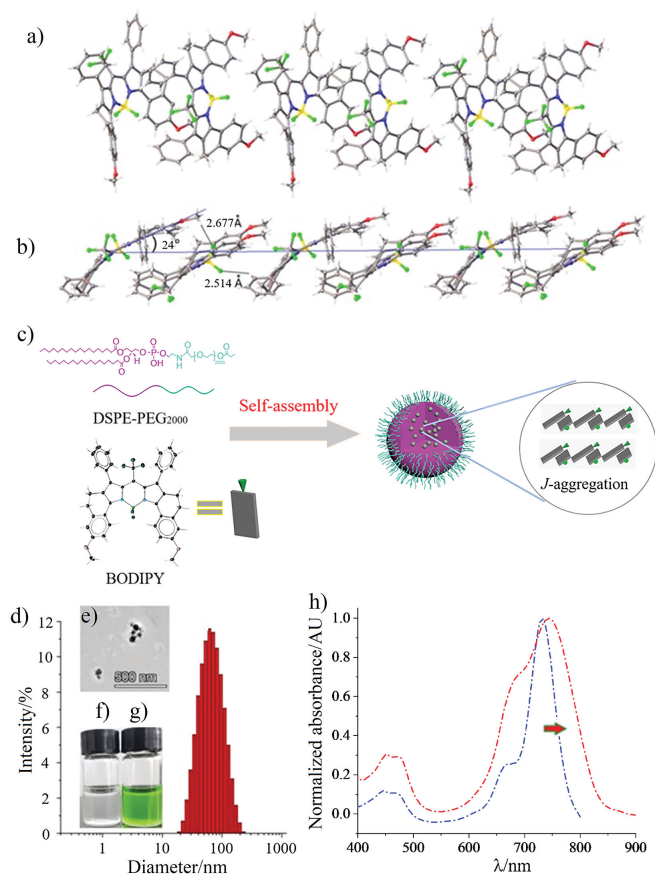 a)
b)
24°
2.677Å
2.514 Å
c)
O
O
O
H
O
O
O
P
O
OH
N
H
O
O
O
2000
O
DSPE-PEG2000
Self-assembly
J-aggregation
BODIPY
d)
e)
500 nm
f)
g)
12
10
8
6
4
2
0
Intensity/%
1
10
100
1000
Diameter/nm
h)
1.0
0.8
0.6
0.4
0.2
0.0
Normalized absorbance/AU
400
500
600
700
800
900
λ/nm